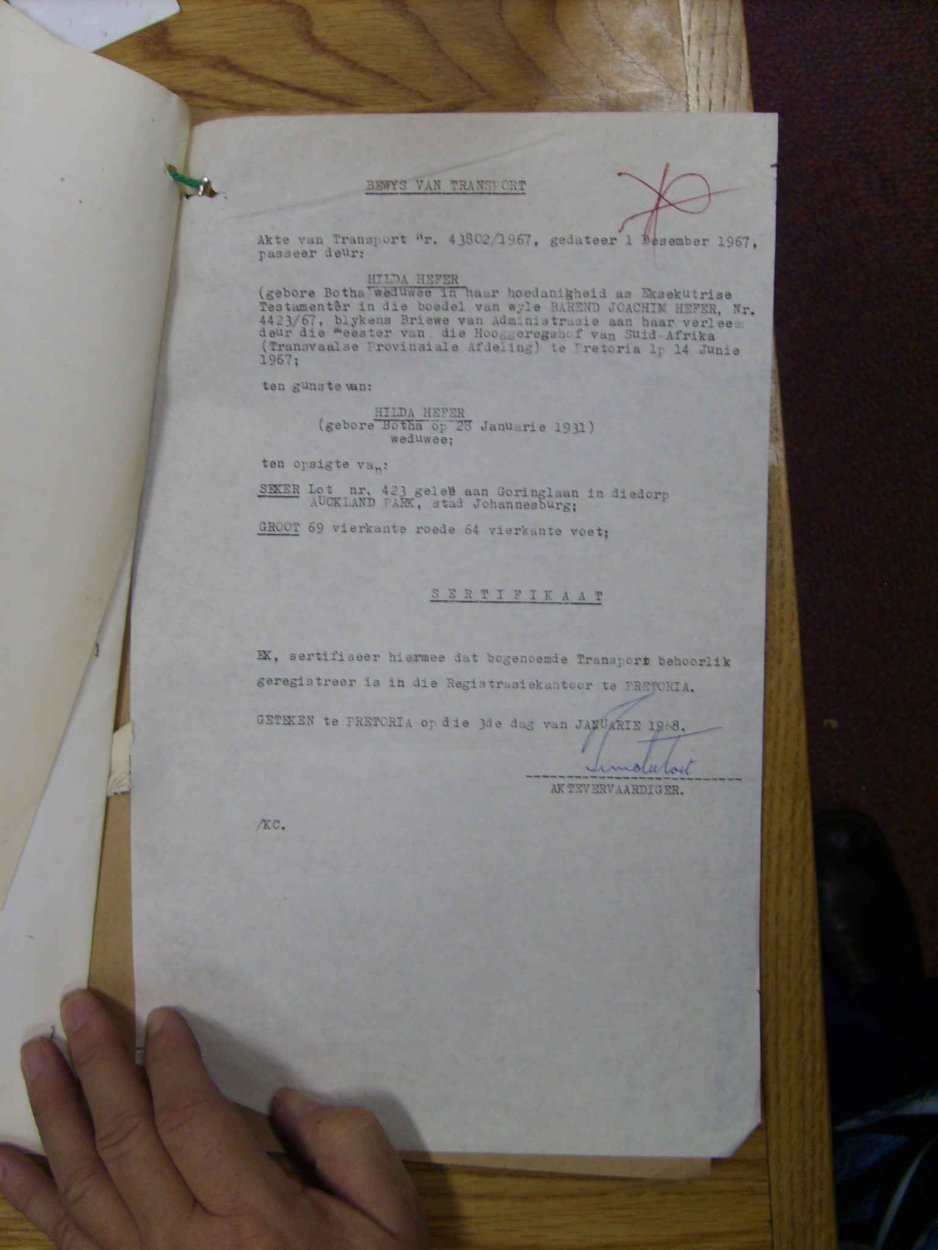 BEWYS VAN TRANSPORT
Akte van Transport nr. 43802/1967, gedateer 1 Desember 1967,
passeer deur:
HILDA HEFER
(gebore Botha weduwee in haar hoedanigheid as Eksekutrise
Testamentêr in die boedel van wyle BAREND JOACHIM HEFER, Nr.
4423/67, blykens Briewe van Administrasie aan haar verleen
deur die Meester van die Hooggeregshof van Suid-Afrika
(Transvaalse Provinsiale Afdeling) te Pretoria 1p 14 Junie
1967;
ten gunste van:
HILDA HEFER
(gebore Botha op 28 Januarie 1931)
weduwee;
ten opsigte van:
SEKER Lot nr. 423 geleë aan Goringlaan in diedorp
AUCKLAND PARK, stad Johannesburg;
GROOT 69 vierkante roede 64 vierkante voet;
SERTIFIKAAT
EK, sertifiseer hiermee dat bogenoemde Transport behoorlik
geregistreer is in die Registrasiekantoor te PRETORIA.
GETEKEN te PRETORIA op die 3de dag van JANUARIE 1968.
AKTEVERVAARDIGER.
/KC.